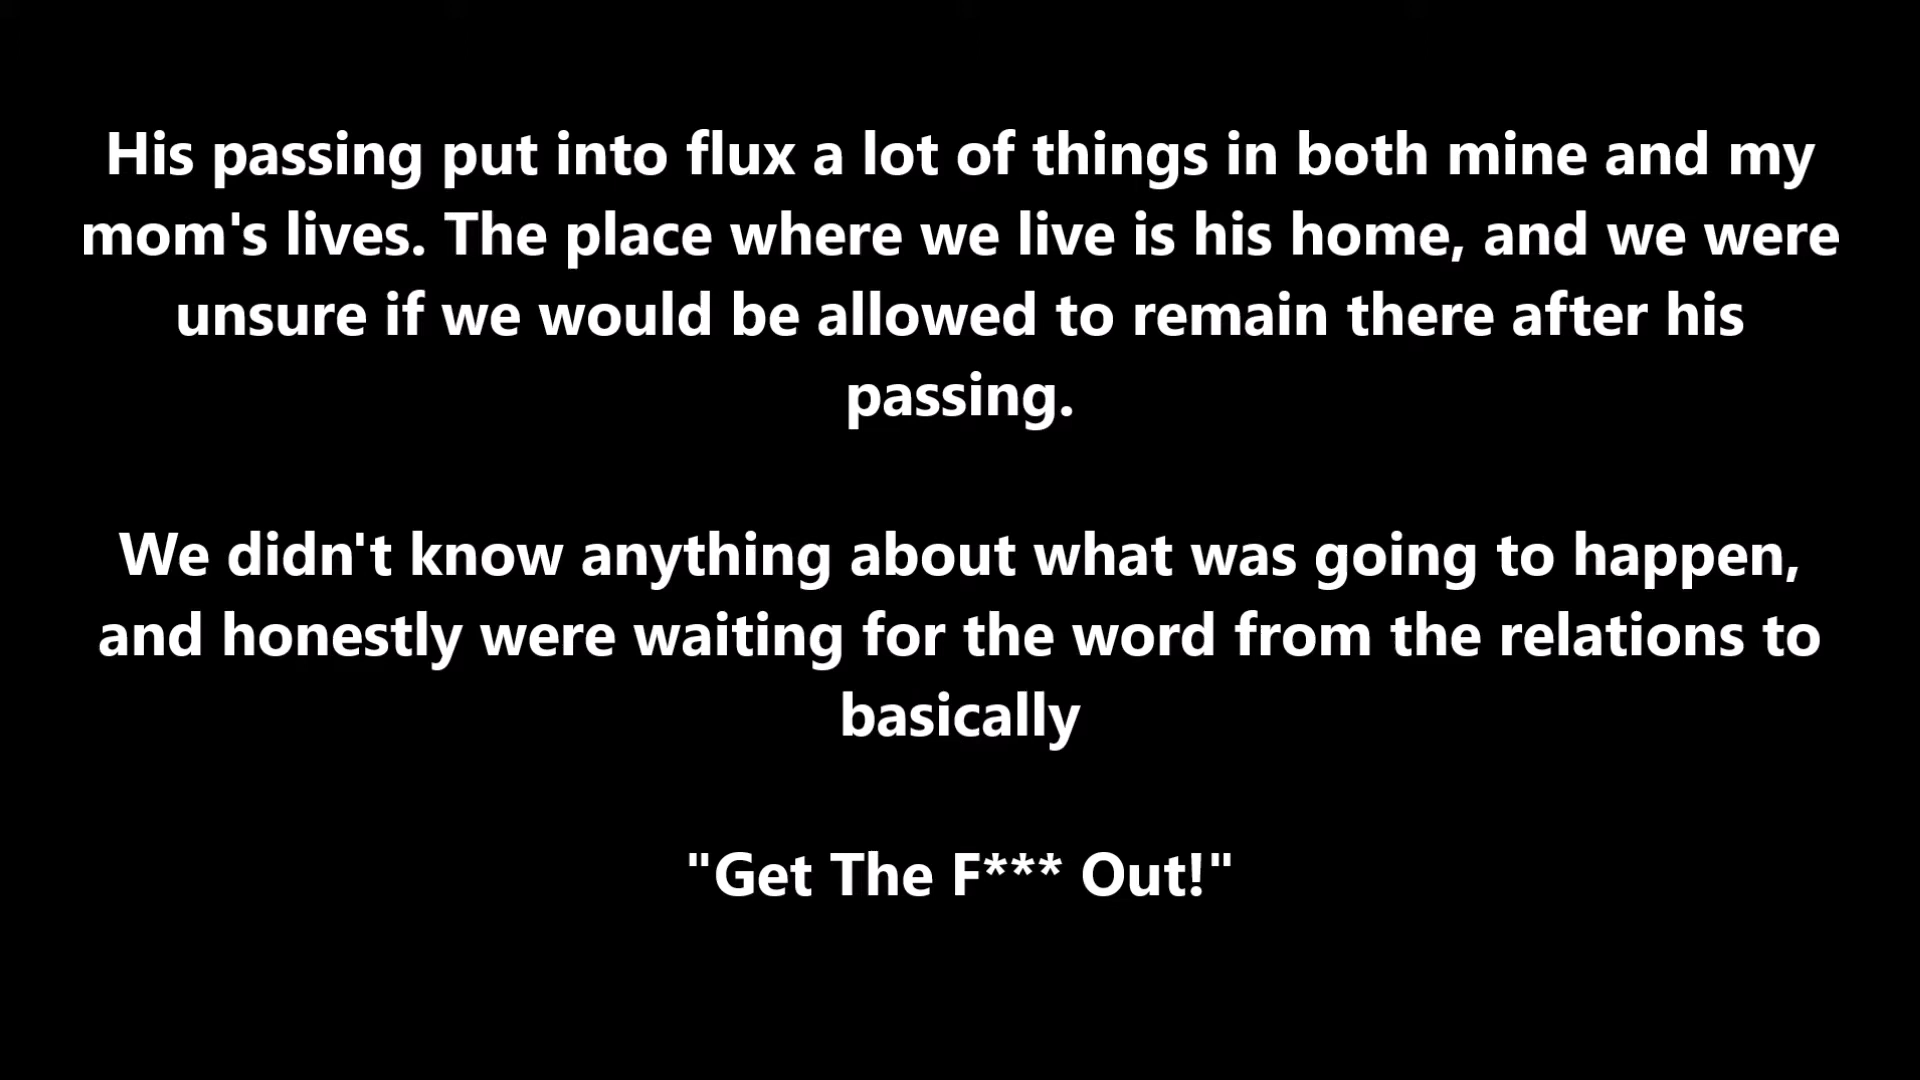 His passing put into flux a lot of things in both mine and my
mom's lives. The place where we live is his home, and we were
unsure if we would be allowed to remain there after his
passing.
We didn't know anything about what was going to happen,
and honestly were waiting for the word from the relations to
basically
"Get The F*** Out!"